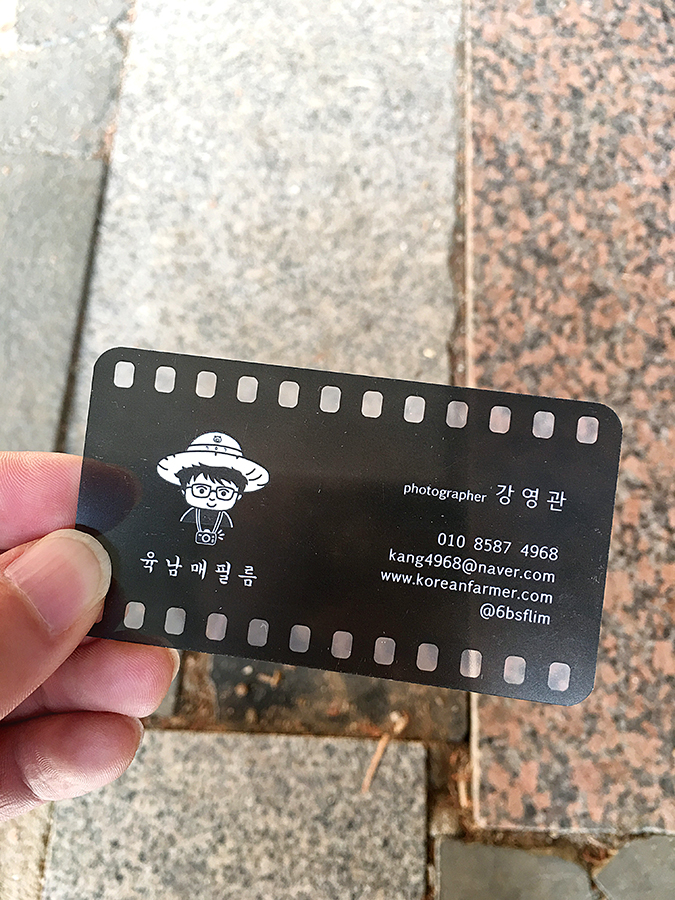 육남매필름
photographer 강영관
010 8587 4968
kang4968@naver.com
www.koreanfarmer.com
@6bsflim